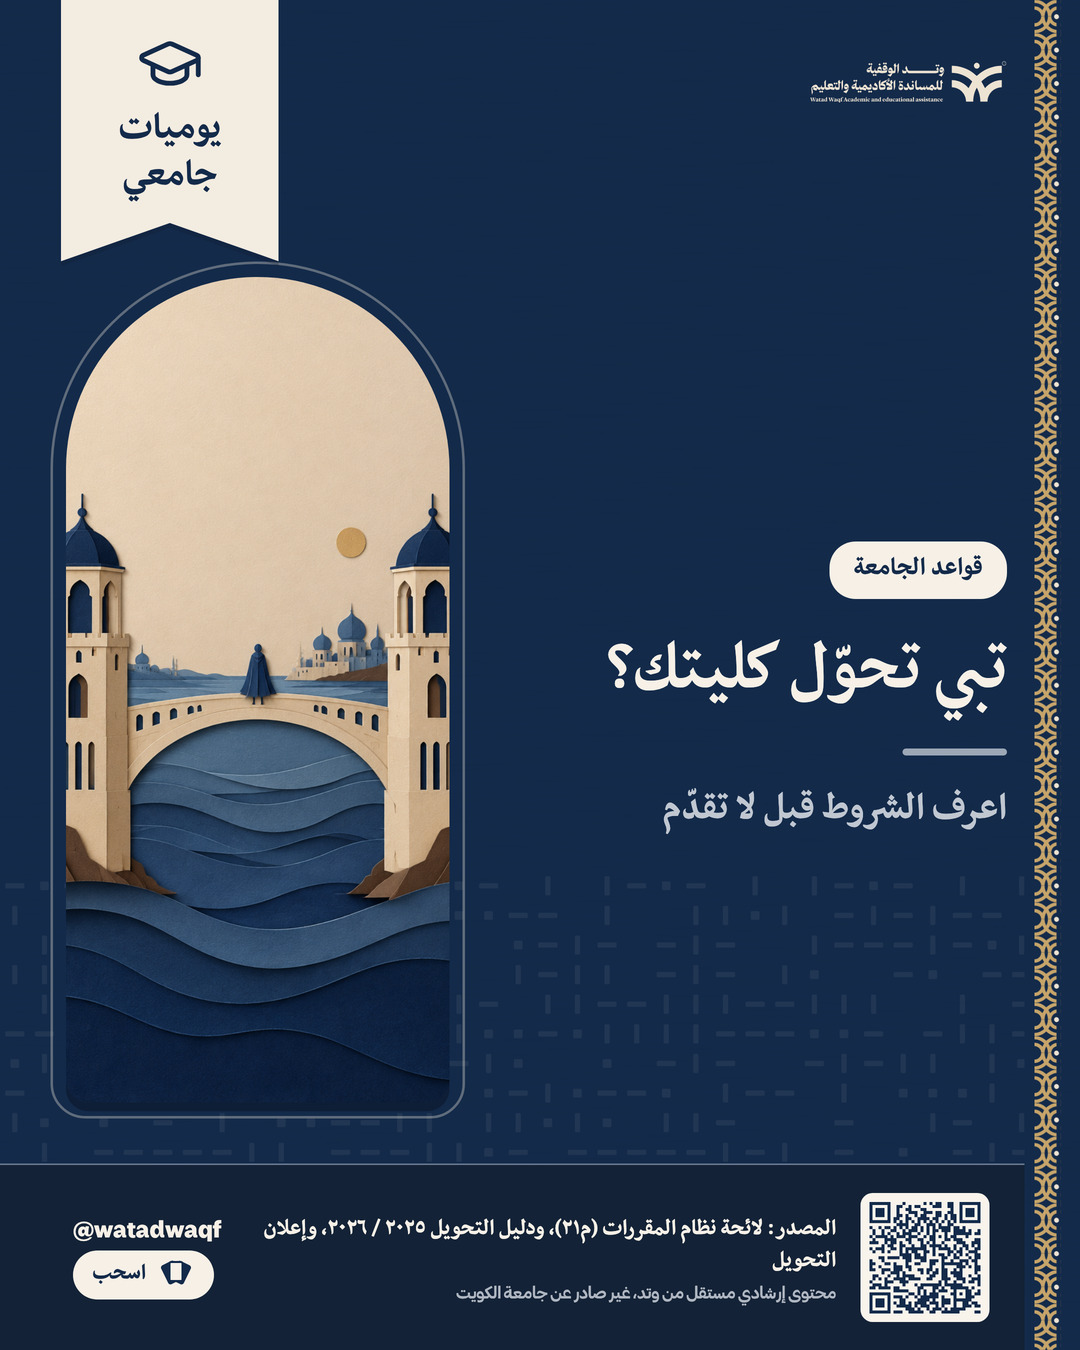 يوميات
جامعي
وتـــد الوقفية
للمساندة الأكاديمية والتعليم
Watad Waqf Academic and educational assistance
قواعد الجامعة
تبي تحوّل كليتك؟
اعرف الشروط قبل لا تقدّم
المصدر: لائحة نظام المقررات (م٢١)، ودليل التحويل ٢٠٢٥ / ٢٠٢٦، وإعلان
التحويل
محتوى إرشادي مستقل من وتد، غير صادر عن جامعة الكويت
@watadwaqf
اسحب